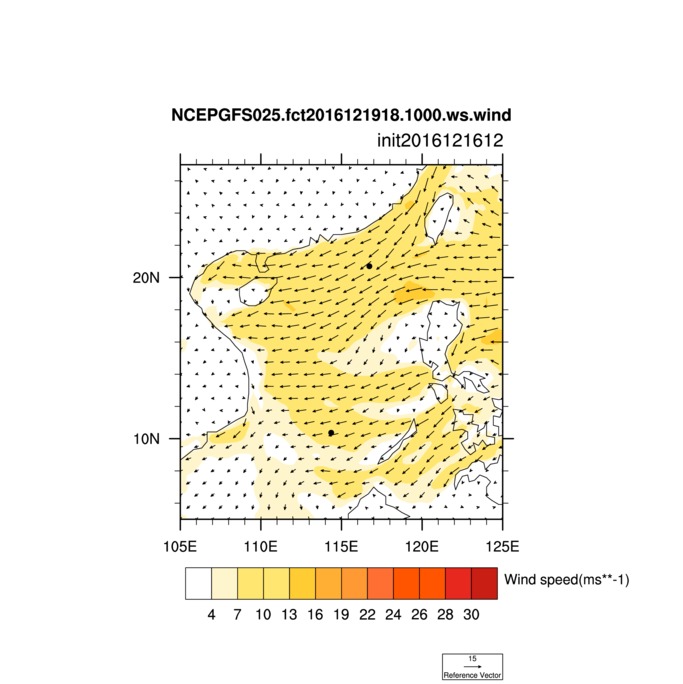 NCEPGFS025.fct2016121918.1000.ws.wind
init2016121612
20N
10N
105E 110E 115E 120E 125E
Wind speed(ms**-1)
4 7 10 13 16 19 22 24 26 28 30
15
Reference Vector